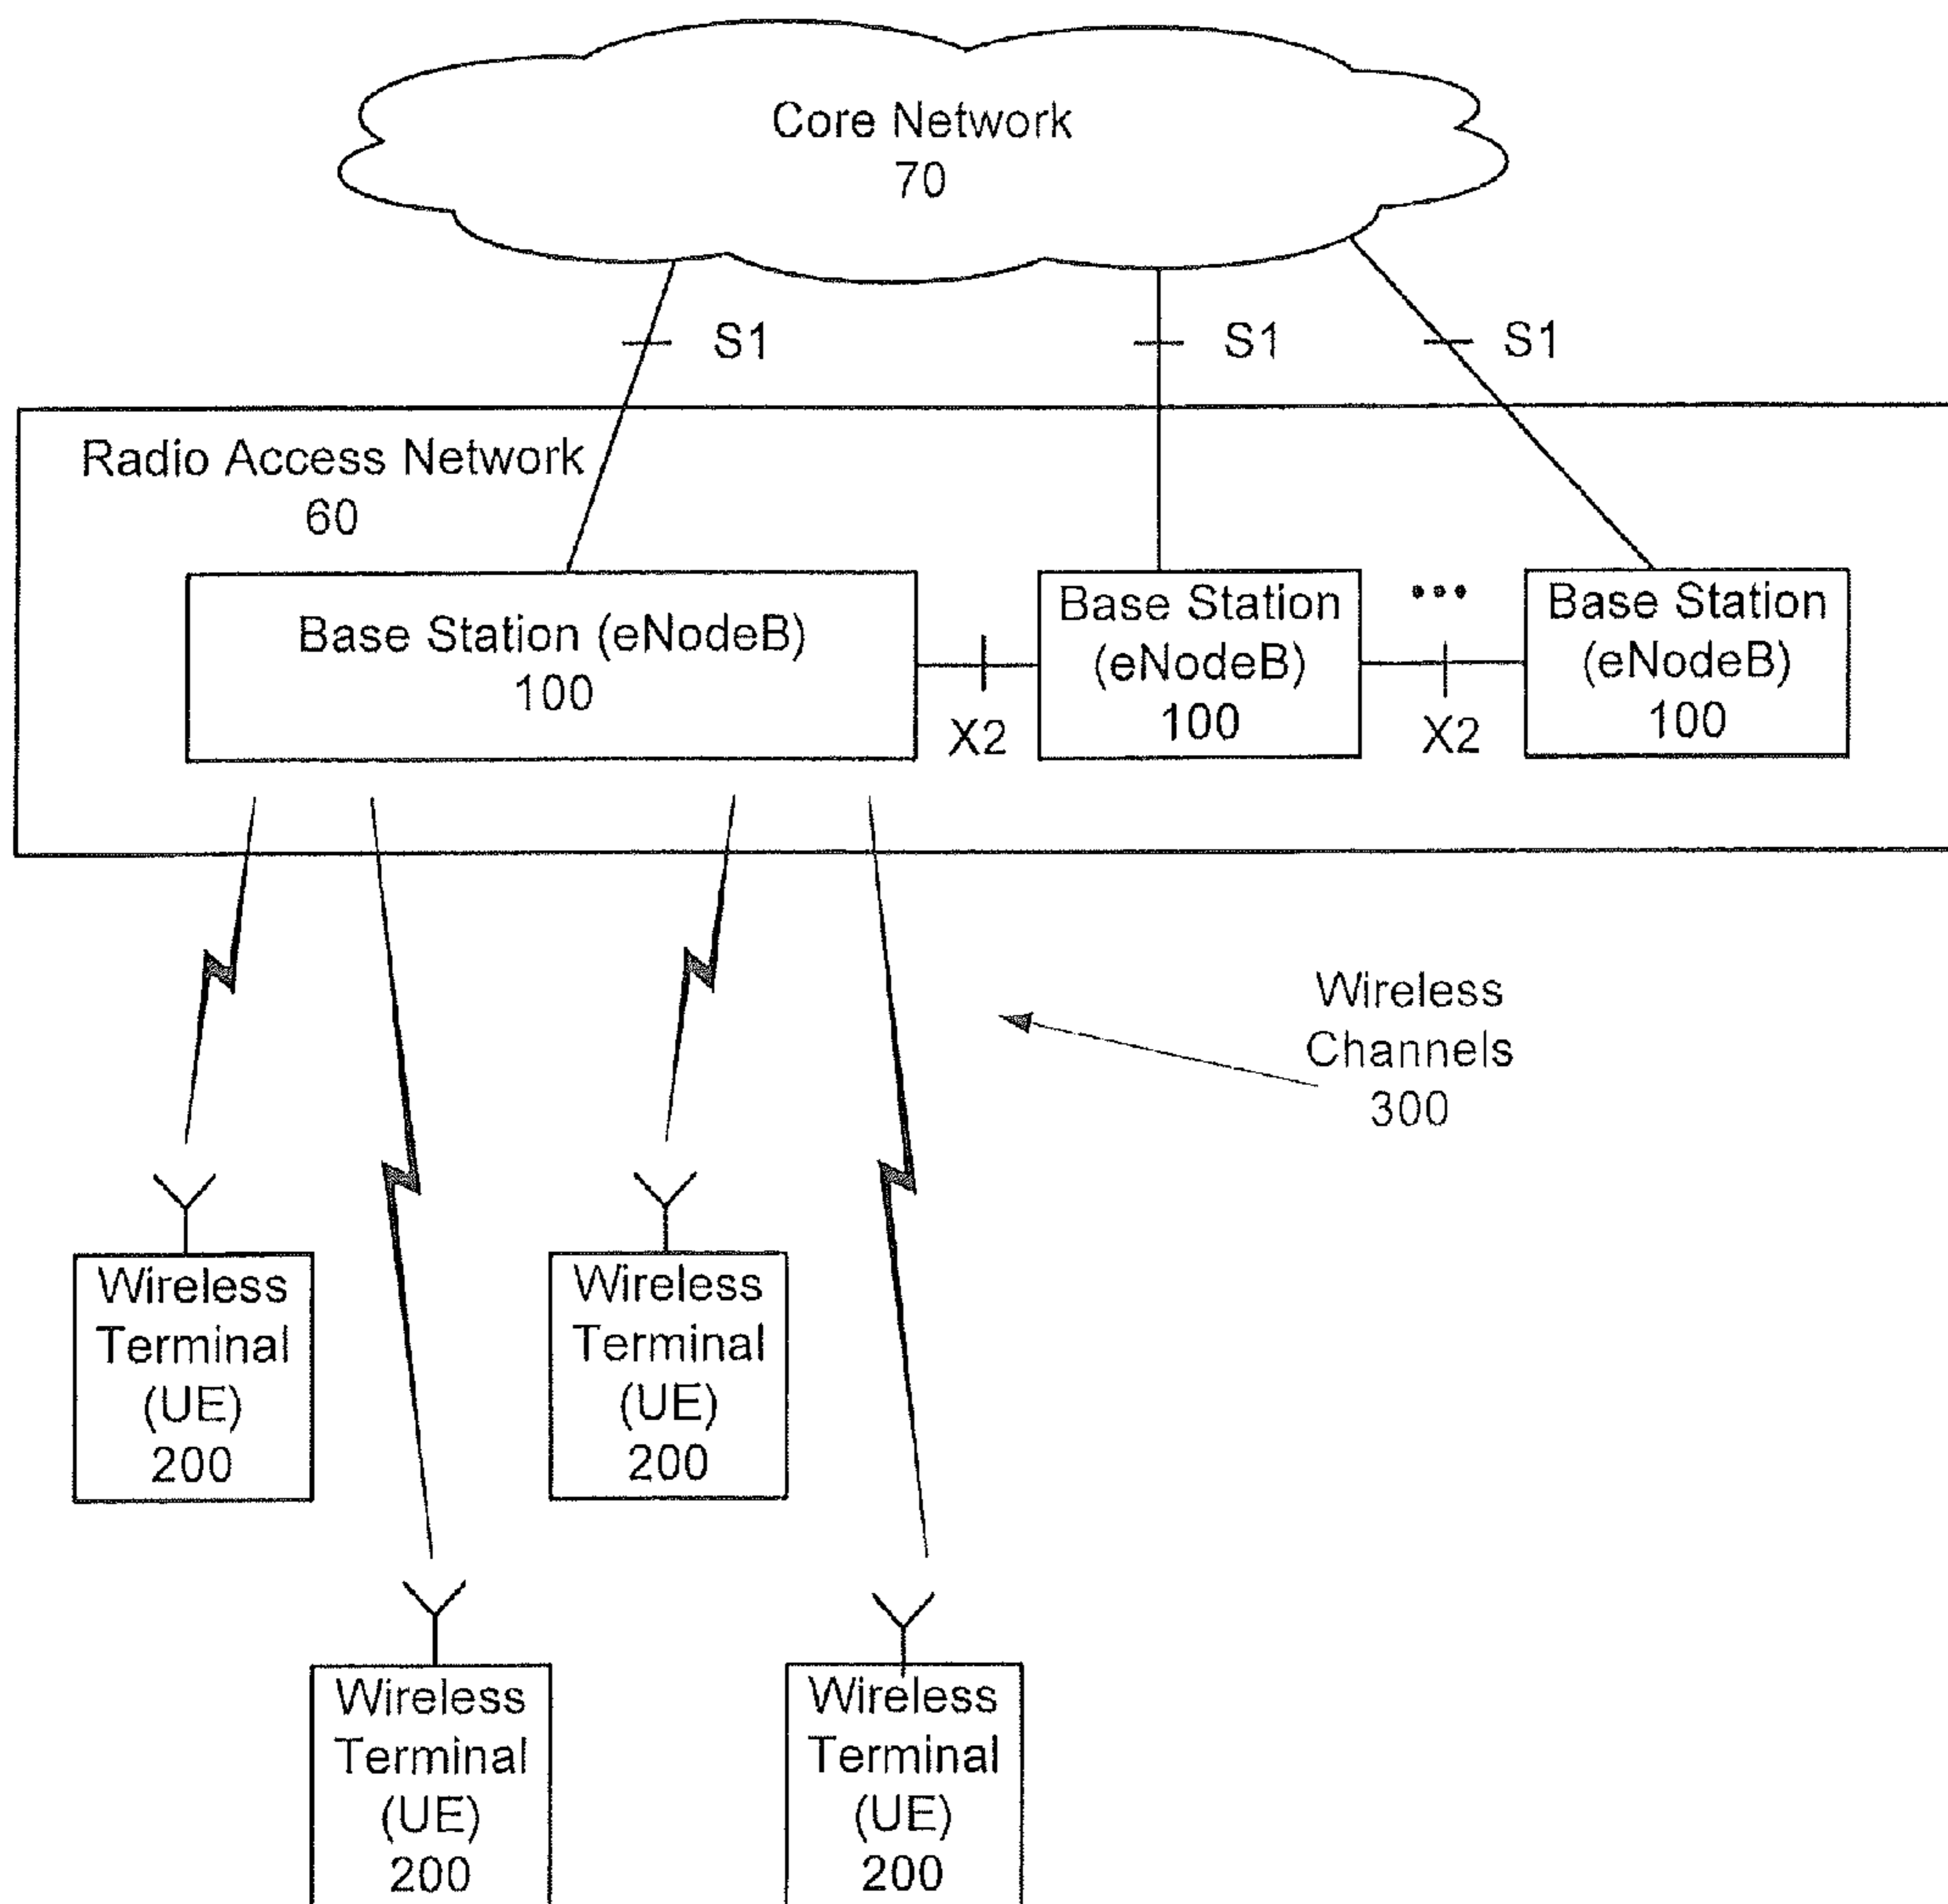 Core Network
70
S1
S1
S1
Radio Access Network
60
Base Station (eNodeB)
100
X2
Base Station
(eNodeB)
100
•••
X2
Base Station
(eNodeB)
100
Wireless
Channels
300
Wireless
Terminal
(UE)
200
Wireless
Terminal
(UE)
200
Wireless
Terminal
(UE)
200
Wireless
Terminal
(UE)
200